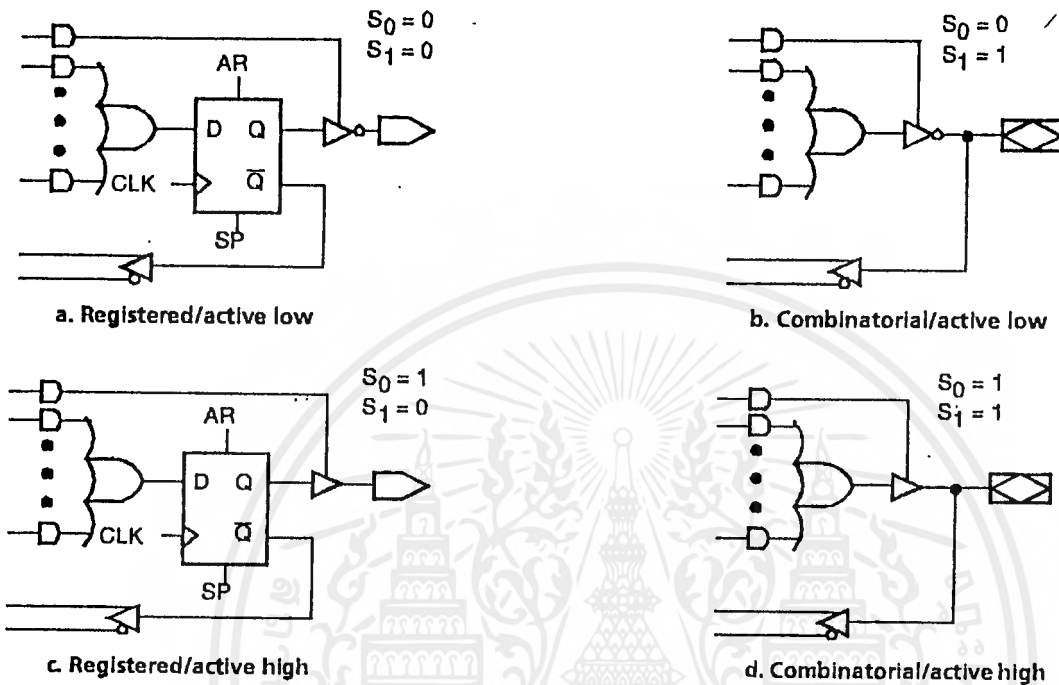 S0 = 0
S1 = 0
AR
D Q
Q̅
CLK
SP
a. Registered/active low
S0 = 0
S1 = 1
b. Combinatorial/active low
S0 = 1
S1 = 0
AR
D Q
Q̅
CLK
SP
c. Registered/active high
S0 = 1
S1 = 1
d. Combinatorial/active high